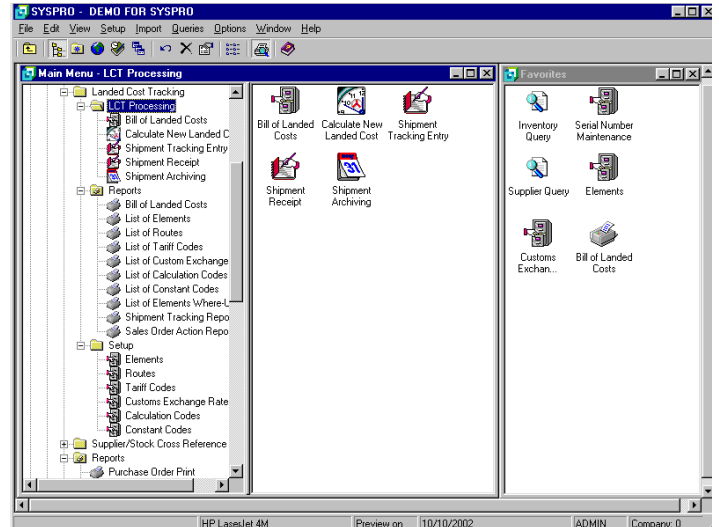 SYSPRO - DEMO FOR SYSPRO
File Edit View Setup Import Queries Options Window Help
Main Menu - LCT Processing
Landed Cost Tracking
LCT Processing
Bill of Landed Costs
Calculate New Landed C
Shipment Tracking Entry
Shipment Receipt
Shipment Archiving
Reports
Bill of Landed Costs
List of Elements
List of Routes
List of Tariff Codes
List of Custom Exchange
List of Calculation Codes
List of Constant Codes
List of Elements Where-U
Shipment Tracking Repo
Sales Order Action Repo
Setup
Elements
Routes
Tariff Codes
Customs Exchange Rate
Calculation Codes
Constant Codes
Supplier/Stock Cross Reference
Reports
Purchase Order Print
Bill of Landed Costs
Calculate New Landed Cost
Shipment Tracking Entry
Shipment Receipt
Shipment Archiving
Favorites
Inventory Query
Serial Number Maintenance
Supplier Query
Elements
Customs Exchan...
Bill of Landed Costs
HP LaserJet 4M
Preview on
10/10/2002
ADMIN
Company: 0